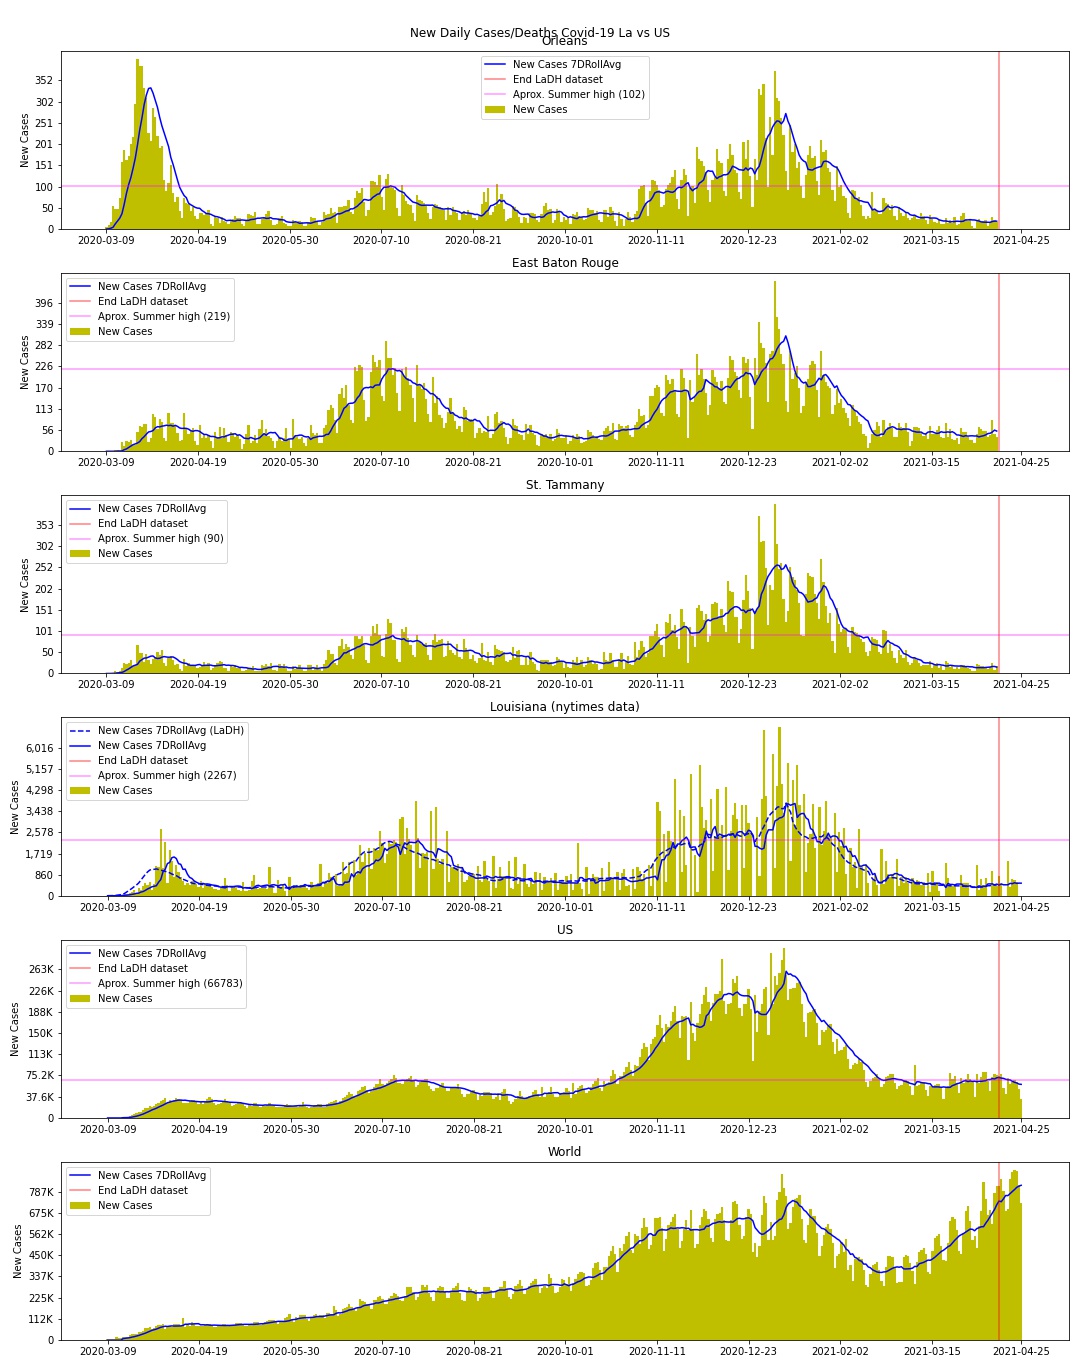 New Daily Cases/Deaths Covid-19 La vs US
Orleans
New Cases
352
302
251
201
151
100
50
0
New Cases 7DRollAvg
End LaDH dataset
Aprox. Summer high (102)
New Cases
2020-03-09 2020-04-19 2020-05-30 2020-07-10 2020-08-21 2020-10-01 2020-11-11 2020-12-23 2021-02-02 2021-03-15 2021-04-25
East Baton Rouge
New Cases
396
339
282
226
170
113
56
0
New Cases 7DRollAvg
End LaDH dataset
Aprox. Summer high (219)
New Cases
2020-03-09 2020-04-19 2020-05-30 2020-07-10 2020-08-21 2020-10-01 2020-11-11 2020-12-23 2021-02-02 2021-03-15 2021-04-25
St. Tammany
New Cases
353
302
252
202
151
101
50
0
New Cases 7DRollAvg
End LaDH dataset
Aprox. Summer high (90)
New Cases
2020-03-09 2020-04-19 2020-05-30 2020-07-10 2020-08-21 2020-10-01 2020-11-11 2020-12-23 2021-02-02 2021-03-15 2021-04-25
Louisiana (nytimes data)
New Cases
6,016
5,157
4,298
3,438
2,578
1,719
860
0
New Cases 7DRollAvg (LaDH)
New Cases 7DRollAvg
End LaDH dataset
Aprox. Summer high (2267)
New Cases
2020-03-09 2020-04-19 2020-05-30 2020-07-10 2020-08-21 2020-10-01 2020-11-11 2020-12-23 2021-02-02 2021-03-15 2021-04-25
US
New Cases
263K
226K
188K
150K
113K
75.2K
37.6K
0
New Cases 7DRollAvg
End LaDH dataset
Aprox. Summer high (66783)
New Cases
2020-03-09 2020-04-19 2020-05-30 2020-07-10 2020-08-21 2020-10-01 2020-11-11 2020-12-23 2021-02-02 2021-03-15 2021-04-25
World
New Cases
787K
675K
562K
450K
337K
225K
112K
0
New Cases 7DRollAvg
End LaDH dataset
New Cases
2020-03-09 2020-04-19 2020-05-30 2020-07-10 2020-08-21 2020-10-01 2020-11-11 2020-12-23 2021-02-02 2021-03-15 2021-04-25